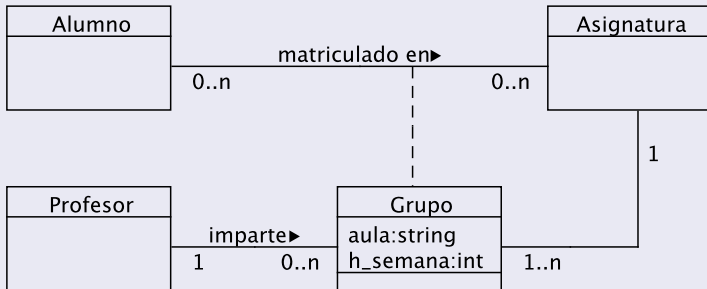 Alumno
Asignatura
matriculado en▶
0..n
0..n
1
Profesor
Grupo
imparte▶
aula:string
h_semana:int
1
0..n
1..n